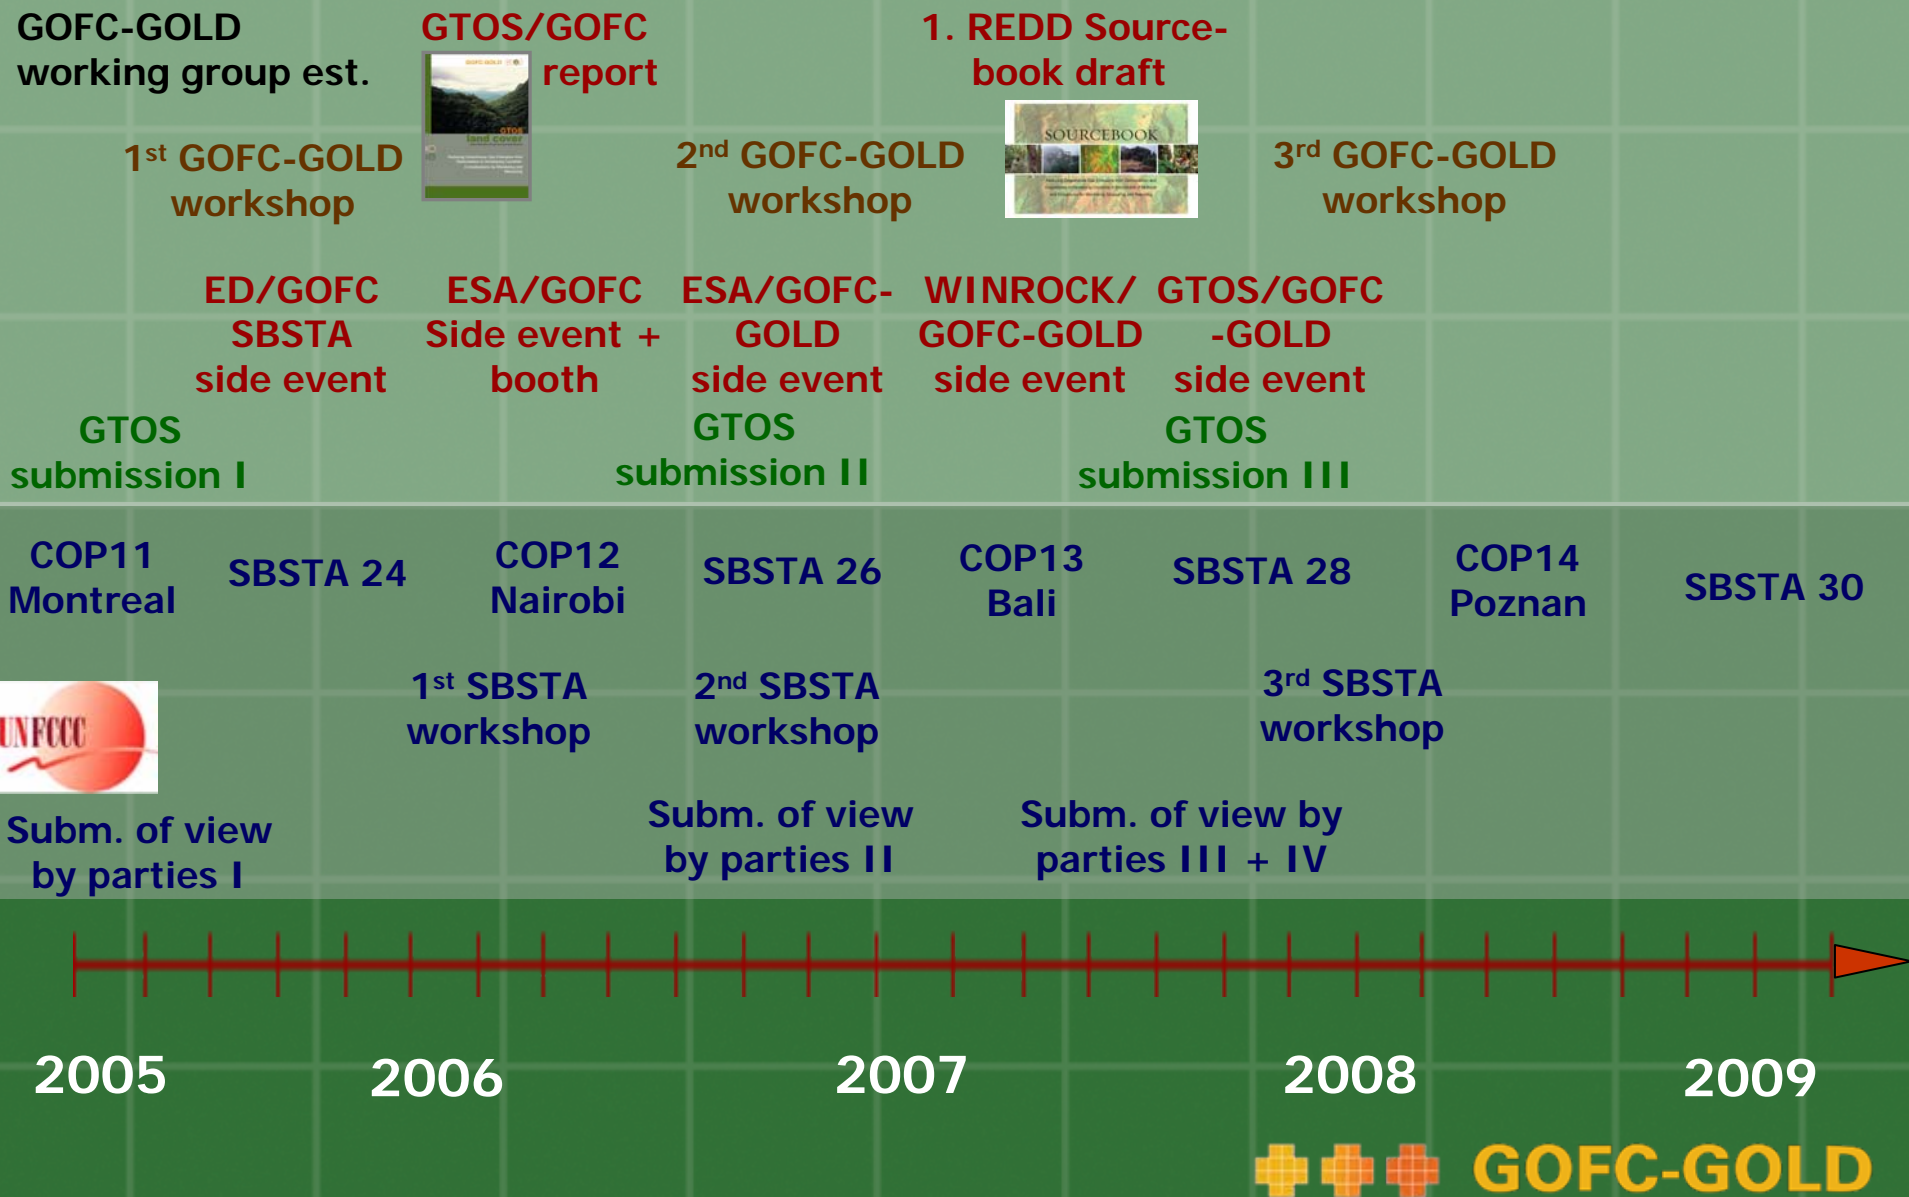 GOFC-GOLD
working group est.
GTOS/GOFC
report
1. REDD Source-
book draft
GOFC-GOLD
GTOS
land cover
SOURCEBOOK
1st GOFC-GOLD
workshop
2nd GOFC-GOLD
workshop
3rd GOFC-GOLD
workshop
ED/GOFC
SBSTA
side event
ESA/GOFC
Side event +
booth
ESA/GOFC-
GOLD
side event
WINROCK/
GOFC-GOLD
side event
GTOS/GOFC
-GOLD
side event
GTOS
submission I
GTOS
submission II
GTOS
submission III
COP11
Montreal
SBSTA 24
COP12
Nairobi
SBSTA 26
COP13
Bali
SBSTA 28
COP14
Poznan
SBSTA 30
1st SBSTA
workshop
2nd SBSTA
workshop
3rd SBSTA
workshop
UNFCCC
Subm. of view
by parties I
Subm. of view
by parties II
Subm. of view by
parties III + IV
2005
2006
2007
2008
2009
GOFC-GOLD